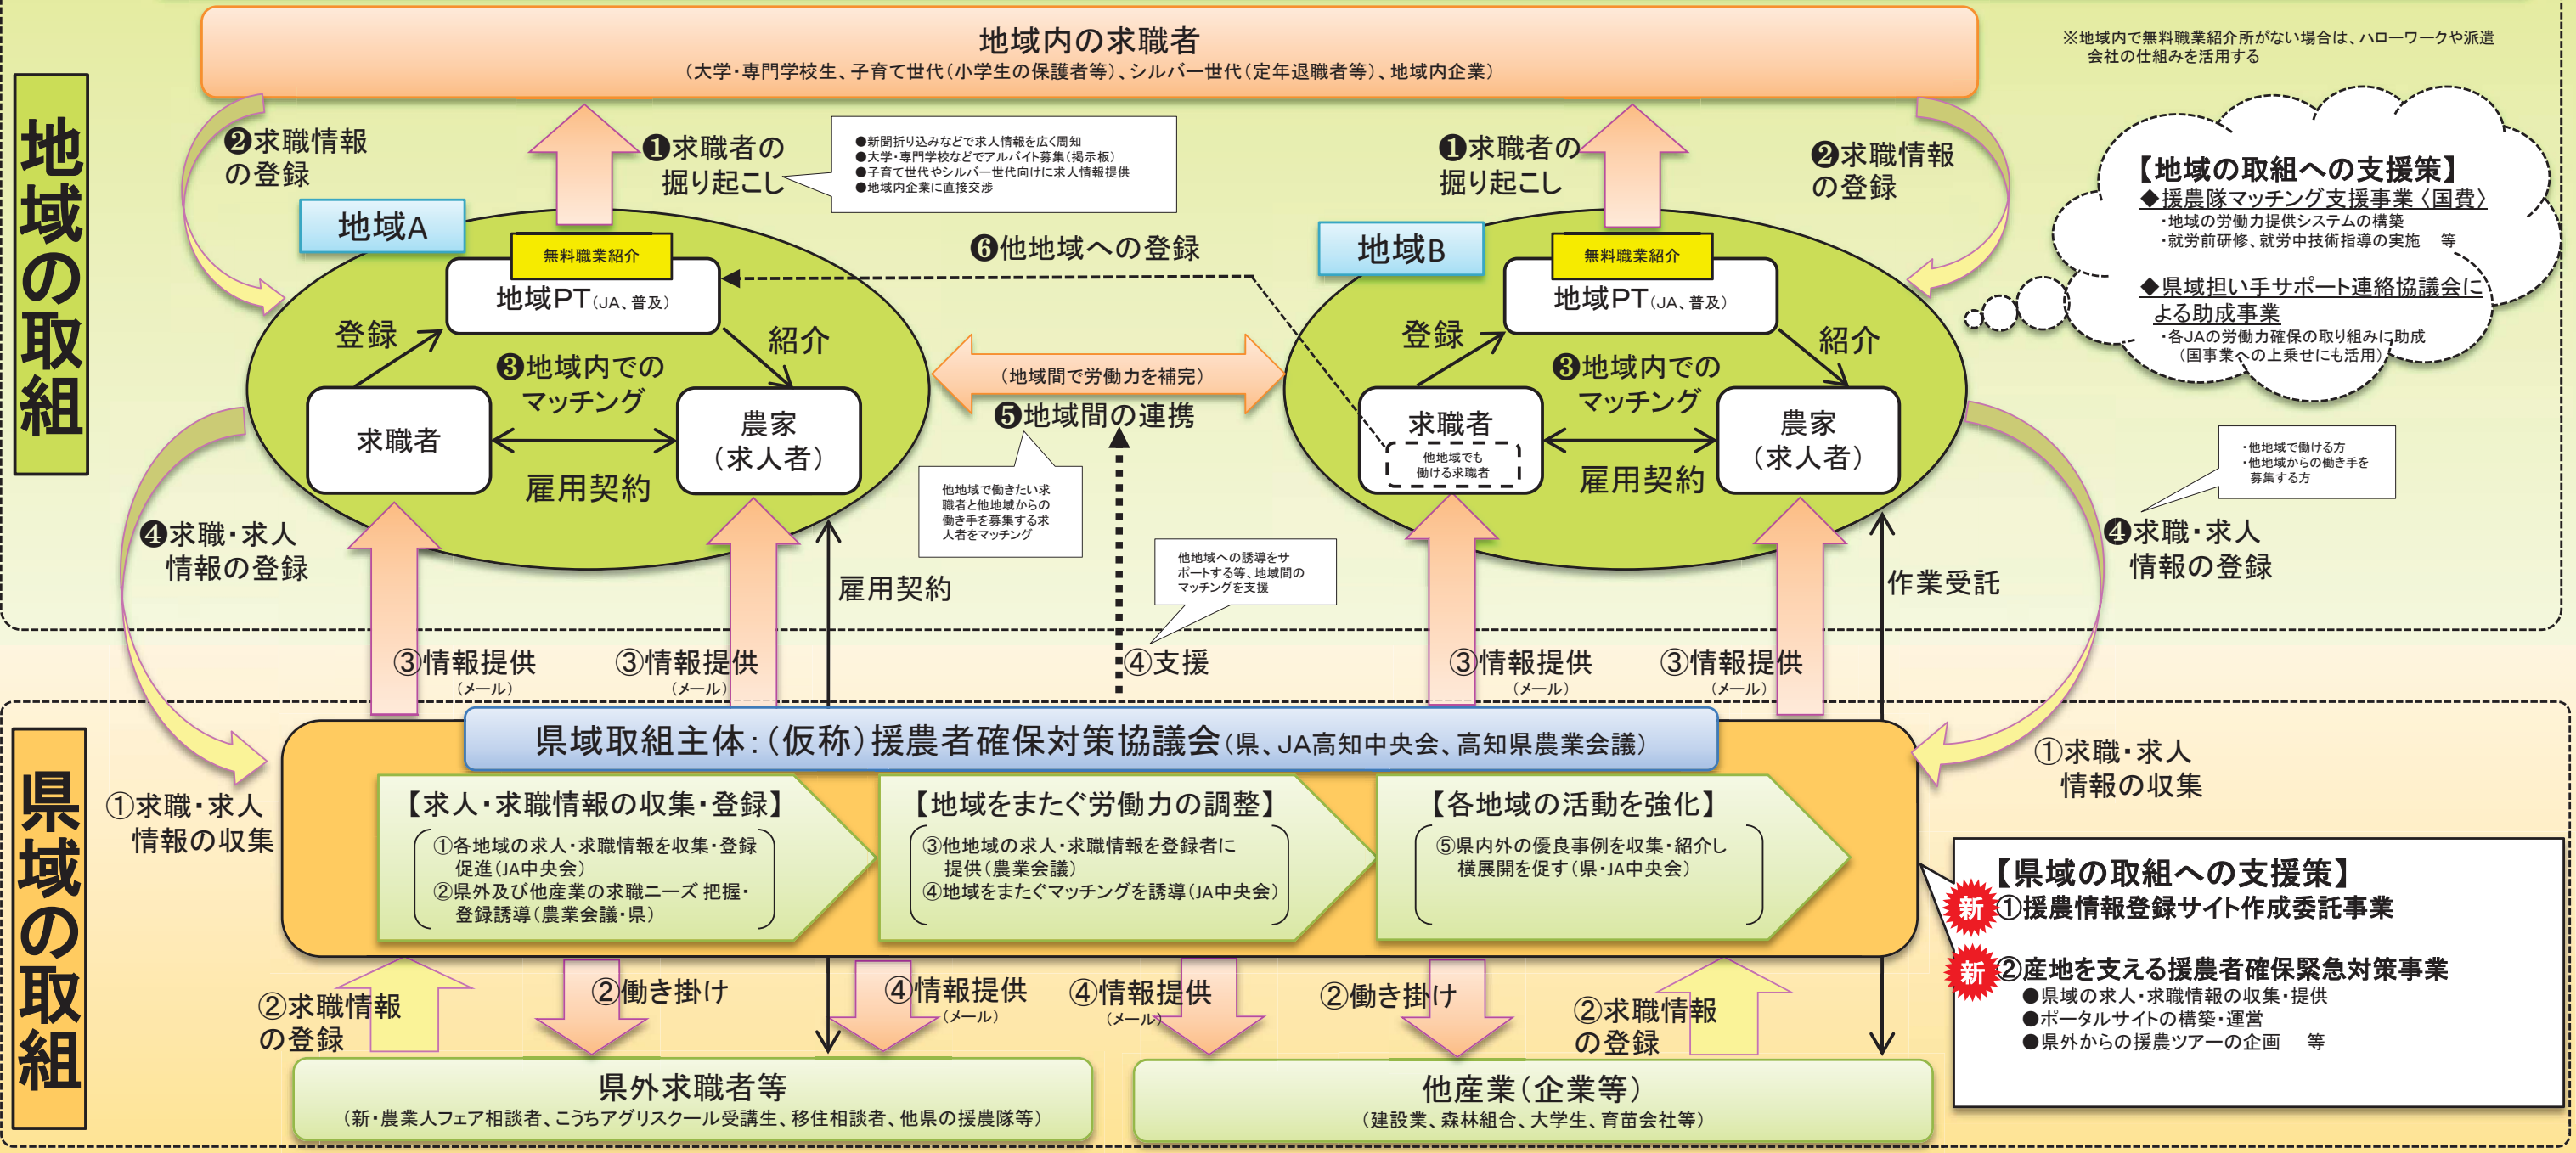 地域内の求職者
（大学・専門学校生、子育て世代（小学生の保護者等）、シルバー世代（定年退職者等）、地域内企業）
※地域内で無料職業紹介所がない場合は、ハローワークや派遣
会社の仕組みを活用する
地域の取組
❷求職情報
の登録
❶求職者の
掘り起こし
●新聞折り込みなどで求人情報を広く周知
●大学・専門学校などでアルバイト募集（掲示板）
●子育て世代やシルバー世代向けに求人情報提供
●地域内企業に直接交渉
❶求職者の
掘り起こし
❷求職情報
の登録
【地域の取組への支援策】
◆援農隊マッチング支援事業〈国費〉
・地域の労働力提供システムの構築
・就労前研修、就労中技術指導の実施　等
◆県域担い手サポート連絡協議会に
よる助成事業
・各JAの労働力確保の取り組みに助成
（国事業への上乗せにも活用）
地域A
無料職業紹介
地域PT（JA、普及）
登録
紹介
❸地域内での
マッチング
求職者
農家
（求人者）
雇用契約
❻他地域への登録
（地域間で労働力を補完）
❺地域間の連携
他地域で働きたい求
職者と他地域からの
働き手を募集する求
人者をマッチング
他地域への誘導をサ
ポートする等、地域間の
マッチングを支援
地域B
無料職業紹介
地域PT（JA、普及）
登録
紹介
❸地域内での
マッチング
求職者
他地域でも
働ける求職者
農家
（求人者）
雇用契約
・他地域で働ける方
・他地域からの働き手を
募集する方
❹求職・求人
情報の登録
雇用契約
作業受託
❹求職・求人
情報の登録
③情報提供
（メール）
③情報提供
（メール）
④支援
③情報提供
（メール）
③情報提供
（メール）
県域の取組
県域取組主体：（仮称）援農者確保対策協議会（県、JA高知中央会、高知県農業会議）
①求職・求人
情報の収集
①求職・求人
情報の収集
【求人・求職情報の収集・登録】
①各地域の求人・求職情報を収集・登録
促進（JA中央会）
②県外及び他産業の求職ニーズ 把握・
登録誘導（農業会議・県）
【地域をまたぐ労働力の調整】
③他地域の求人・求職情報を登録者に
提供（農業会議）
④地域をまたぐマッチングを誘導（JA中央会）
【各地域の活動を強化】
⑤県内外の優良事例を収集・紹介し
横展開を促す（県・JA中央会）
【県域の取組への支援策】
新 ①援農情報登録サイト作成委託事業
新 ②産地を支える援農者確保緊急対策事業
●県域の求人・求職情報の収集・提供
●ポータルサイトの構築・運営
●県外からの援農ツアーの企画　等
②求職情報
の登録
②働き掛け
④情報提供
（メール）
④情報提供
（メール）
②働き掛け
②求職情報
の登録
県外求職者等
（新・農業人フェア相談者、こうちアグリスクール受講生、移住相談者、他県の援農隊等）
他産業（企業等）
（建設業、森林組合、大学生、育苗会社等）